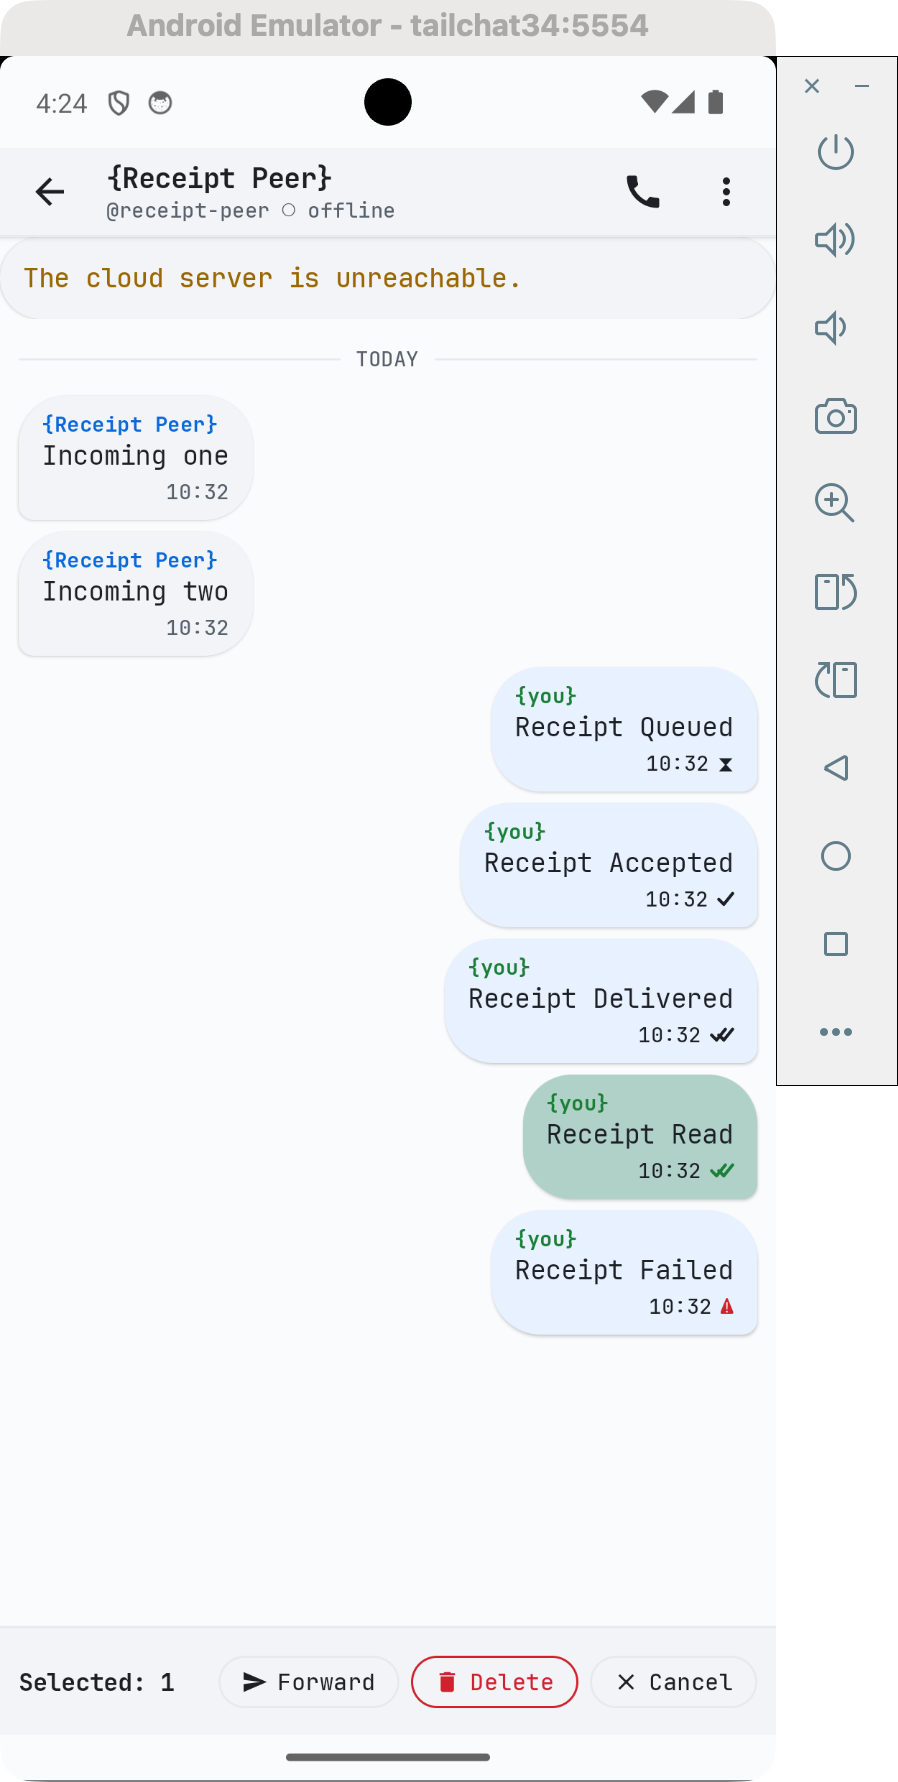 Android Emulator - tailchat34:5554
4:24
{Receipt Peer}
@receipt-peer ○ offline
The cloud server is unreachable.
TODAY
{Receipt Peer}
Incoming one
10:32
{Receipt Peer}
Incoming two
10:32
{you}
Receipt Queued
10:32
{you}
Receipt Accepted
10:32
{you}
Receipt Delivered
10:32
{you}
Receipt Read
10:32
{you}
Receipt Failed
10:32
Selected: 1 Forward Delete Cancel